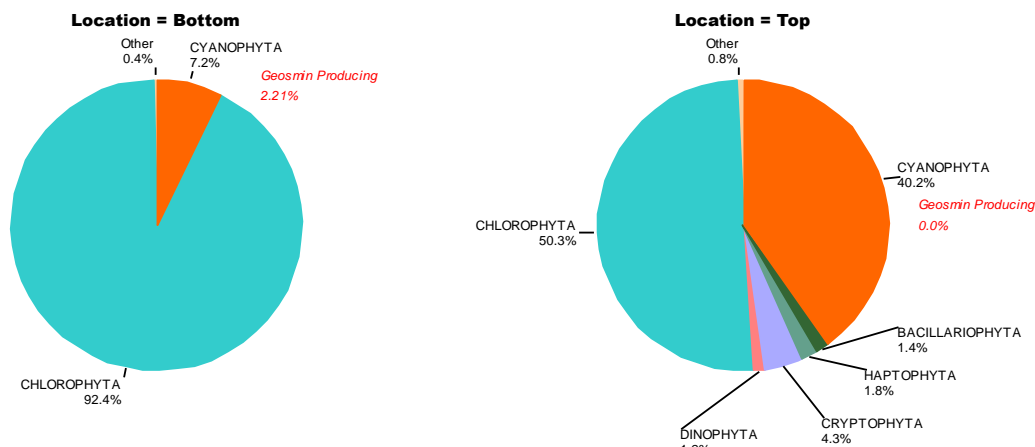 Location = Bottom
Other
0.4%
CYANOPHYTA
7.2%
Geosmin Producing
2.21%
CHLOROPHYTA
92.4%
Location = Top
Other
0.8%
CYANOPHYTA
40.2%
Geosmin Producing
0.0%
CHLOROPHYTA
50.3%
BACILLARIOPHYTA
1.4%
HAPTOPHYTA
1.8%
CRYPTOPHYTA
4.3%
DINOPHYTA